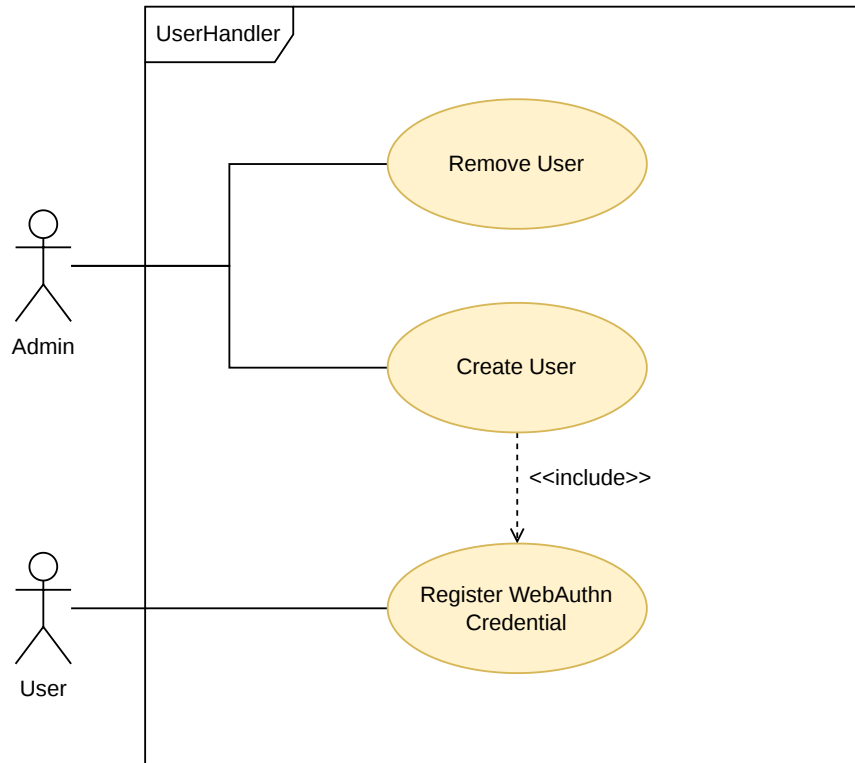 UserHandler
Remove User
Admin
Create User
<<include>>
Register WebAuthn
Credential
User